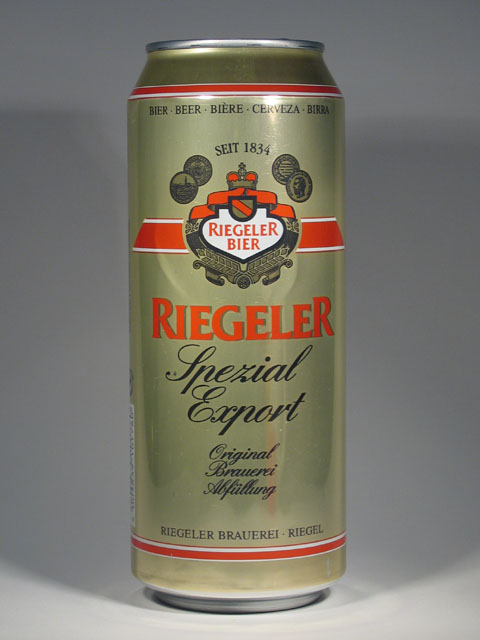 BIER · BEER · BIÈRE · CERVEZA · BIRRA
SEIT 1834
RIEGELER
BIER
RIEGELER
Spezial
Export
Original
Brauerei
Abfüllung
RIEGELER BRAUEREI · RIEGEL